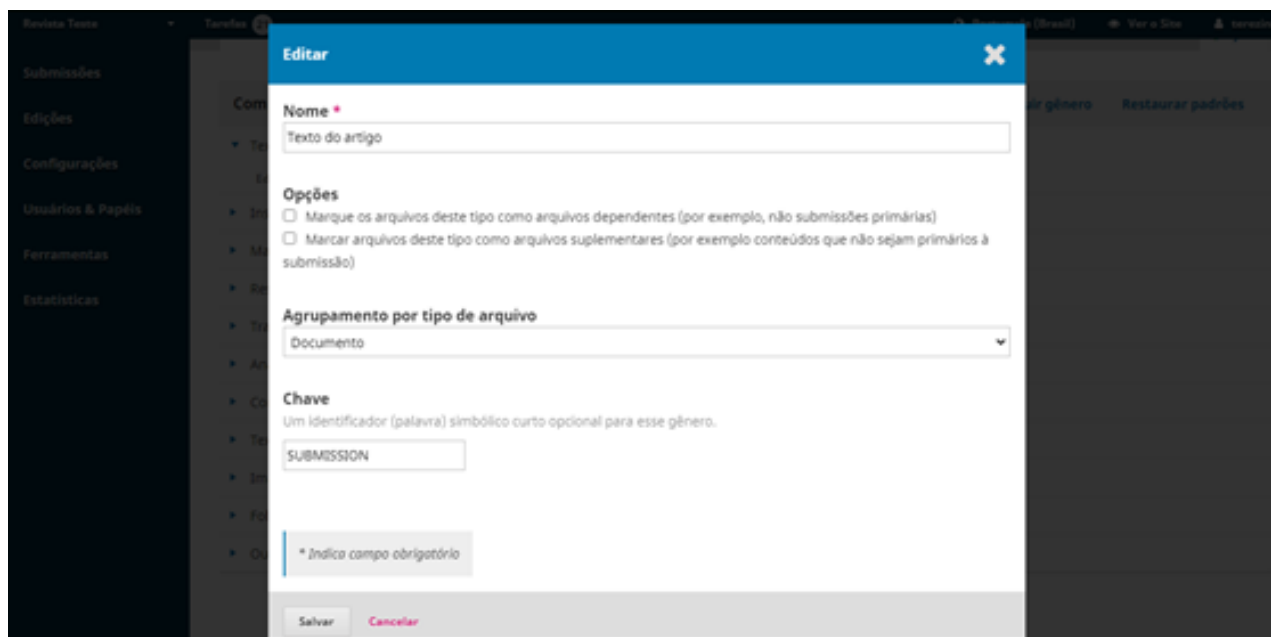 Revista Teste
Tarefas
Português (Brasil)
Ver o Site
Submissões
Edições
Configurações
Usuários & Papéis
Ferramentas
Estatísticas
gênero
Restaurar padrões
Editar
Nome *
Texto do artigo
Opções
Marque os arquivos deste tipo como arquivos dependentes (por exemplo, não submissões primárias)
Marcar arquivos deste tipo como arquivos suplementares (por exemplo conteúdos que não sejam primários à
submissão)
Agrupamento por tipo de arquivo
Documento
Chave
Um identificador (palavra) simbólico curto opcional para esse gênero.
SUBMISSION
* Indica campo obrigatório
Salvar
Cancelar